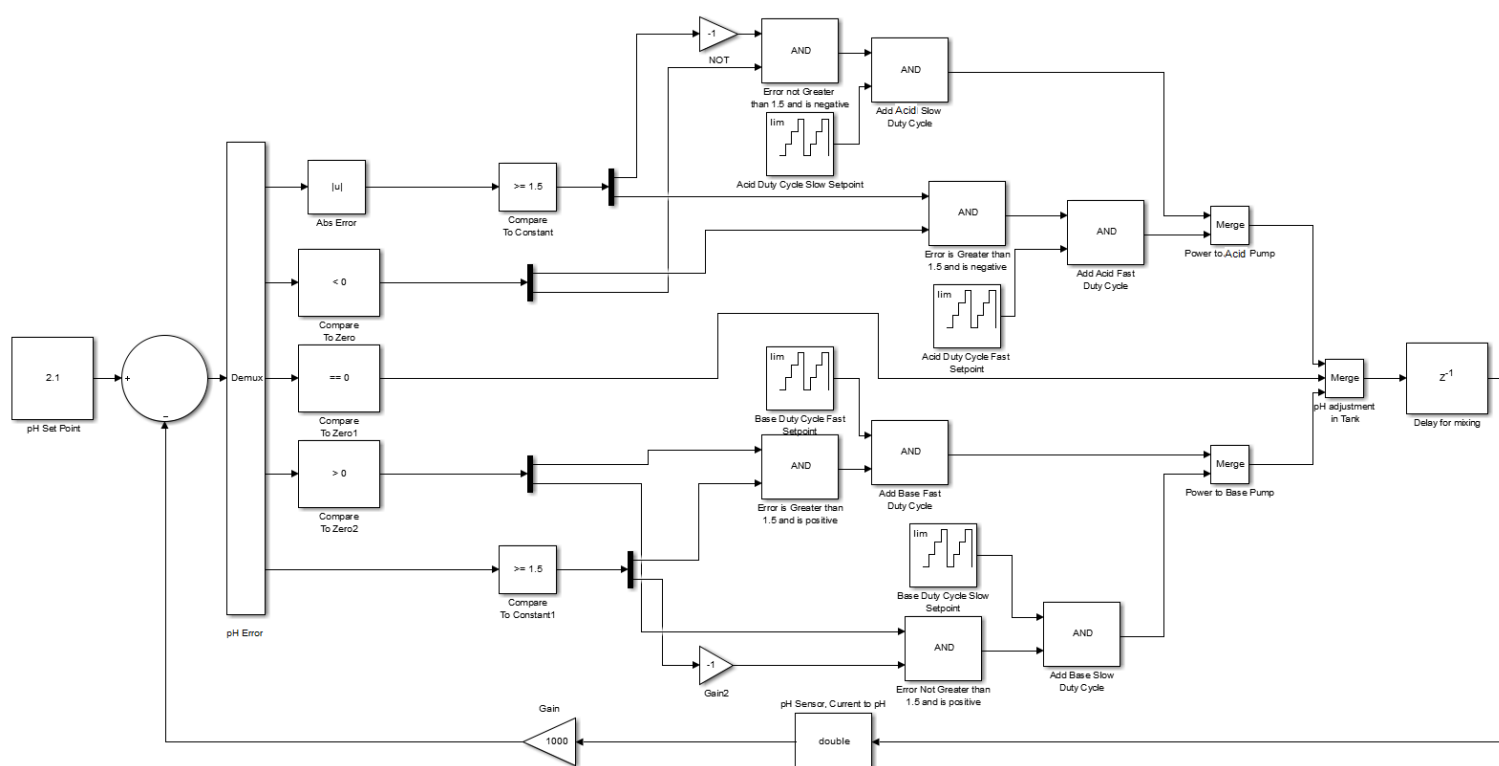 -1
NOT
AND
Error not Greater
than 1.5 and is negative
AND
Add Acid Slow
Duty Cycle
lim
Acid Duty Cycle Slow Setpoint
|u|
Abs Error
>= 1.5
Compare
To Constant
AND
Error is Greater than
1.5 and is negative
AND
Add Acid Fast
Duty Cycle
Merge
Power to Acid Pump
< 0
Compare
To Zero
lim
Acid Duty Cycle Fast
Setpoint
2.1
pH Set Point
+
−
Demux
pH Error
== 0
Compare
To Zero1
lim
Base Duty Cycle Fast
Setpoint
Merge
pH adjustment
in Tank
Z-1
Delay for mixing
> 0
Compare
To Zero2
AND
Error is Greater than
1.5 and is positive
AND
Add Base Fast
Duty Cycle
Merge
Power to Base Pump
>= 1.5
Compare
To Constant1
lim
Base Duty Cycle Slow
Setpoint
-1
Gain2
AND
Error Not Greater than
1.5 and is positive
AND
Add Base Slow
Duty Cycle
Gain
1000
pH Sensor, Current to pH
double